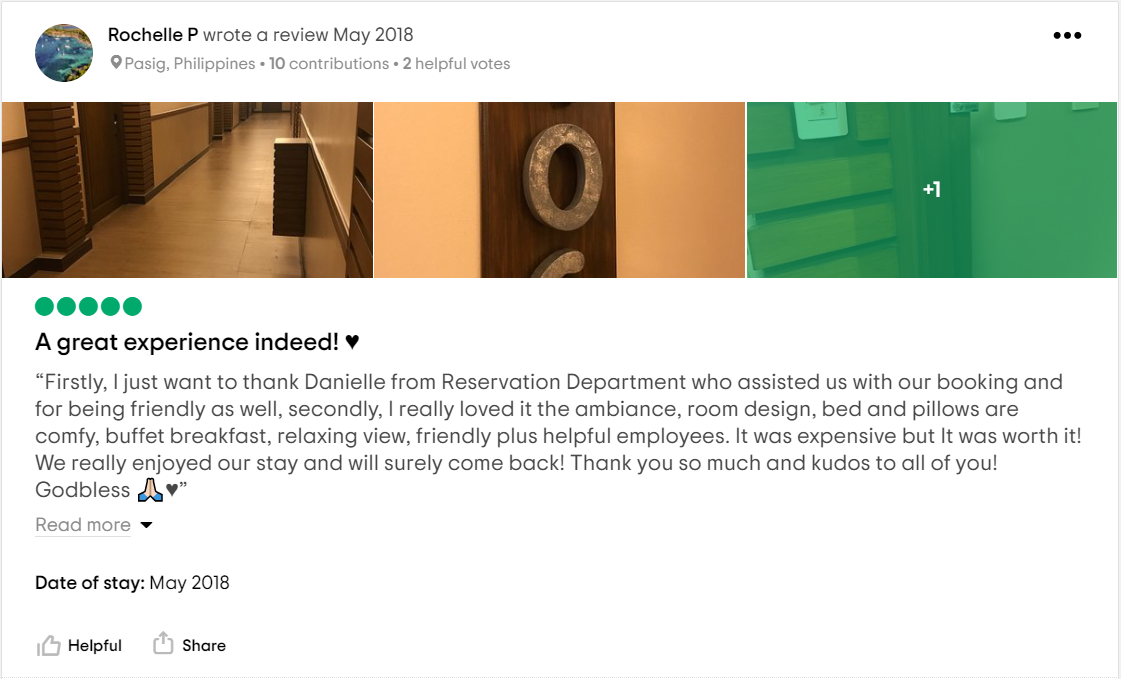 Rochelle P wrote a review May 2018
Pasig, Philippines • 10 contributions • 2 helpful votes
0
+1
A great experience indeed! ♥
“Firstly, I just want to thank Danielle from Reservation Department who assisted us with our booking and
for being friendly as well, secondly, I really loved it the ambiance, room design, bed and pillows are
comfy, buffet breakfast, relaxing view, friendly plus helpful employees. It was expensive but It was worth it!
We really enjoyed our stay and will surely come back! Thank you so much and kudos to all of you!
Godbless 🙏🏻♥”
Read more
Date of stay: May 2018
Helpful Share